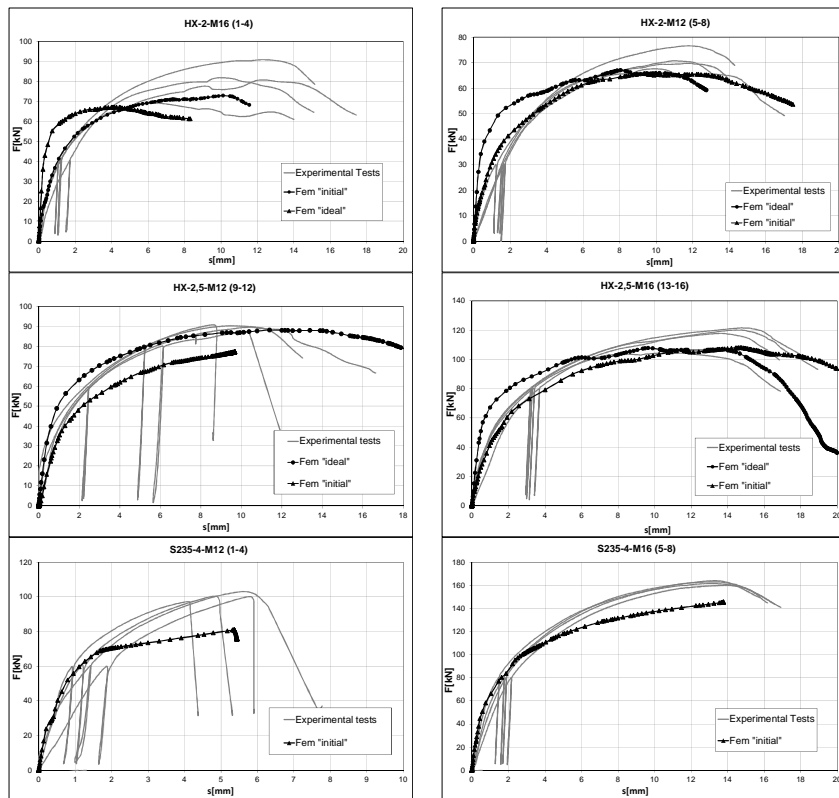 HX-2-M16 (1-4)
F[kN]
100
90
80
70
60
50
40
30
20
10
0
0 2 4 6 8 10 12 14 16 18 20
s[mm]
Experimental Tests
Fem "initial"
Fem "ideal"
HX-2-M12 (5-8)
F[kN]
80
70
60
50
40
30
20
10
0
0 2 4 6 8 10 12 14 16 18 20
s[mm]
Experimental tests
Fem "ideal"
Fem "initial"
HX-2,5-M12 (9-12)
F[kN]
100
90
80
70
60
50
40
30
20
10
0
0 2 4 6 8 10 12 14 16 18
s[mm]
Experimental tests
Fem "ideal"
Fem "initial"
HX-2,5-M16 (13-16)
F[kN]
140
120
100
80
60
40
20
0
0 2 4 6 8 10 12 14 16 18 20
s[mm]
Experimental tests
Fem "ideal"
Fem "initial"
S235-4-M12 (1-4)
F[kN]
120
100
80
60
40
20
0
0 1 2 3 4 5 6 7 8 9 10
s[mm]
Experimental tests
Fem "initial"
S235-4-M16 (5-8)
F[kN]
180
160
140
120
100
80
60
40
20
0
0 2 4 6 8 10 12 14 16 18 20
s[mm]
Experimental Tests
Fem "initial"